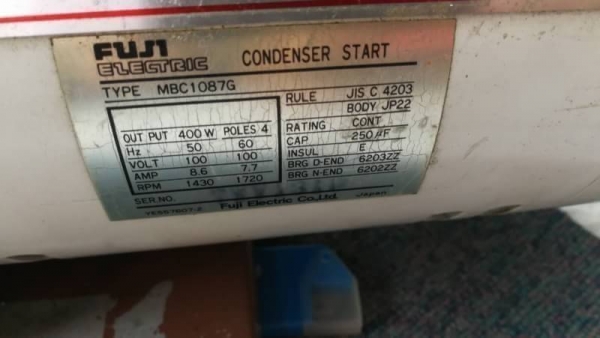 FUJI ELECTRIC CONDENSER START
TYPE MBC1087G
OUT PUT 400 W POLES 4
Hz 50 60
VOLT 100 100
AMP 8.6 7.7
RPM 1430 1720
SER.NO.
RULE JIS C 4203
BODY JP22
RATING CONT
CAP 250μF
INSUL E
BRG D-END 6203ZZ
BRG N-END 6202ZZ
Fuji Electric Co.,Ltd. Japan